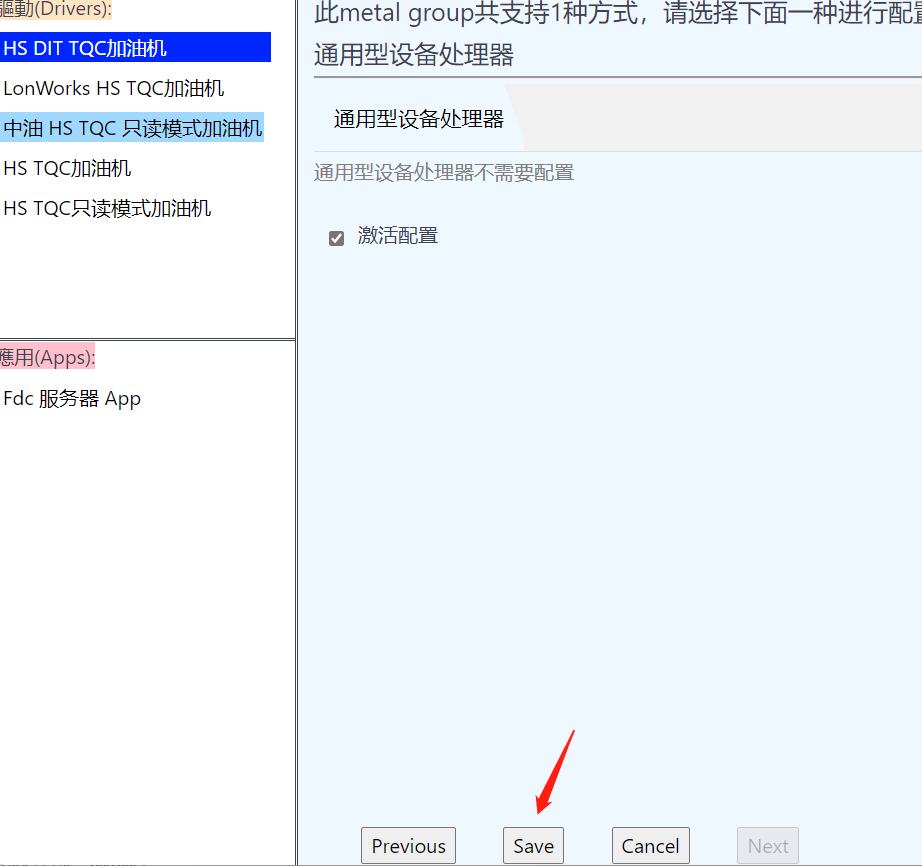 驅動(Drivers):
HS DIT TQC加油机
LonWorks HS TQC加油机
中油 HS TQC 只读模式加油机
HS TQC加油机
HS TQC只读模式加油机
應用(Apps):
Fdc 服务器 App
此metal group共支持1种方式，请选择下面一种进行配置
通用型设备处理器
通用型设备处理器
通用型设备处理器不需要配置
激活配置
Previous
Save
Cancel
Next